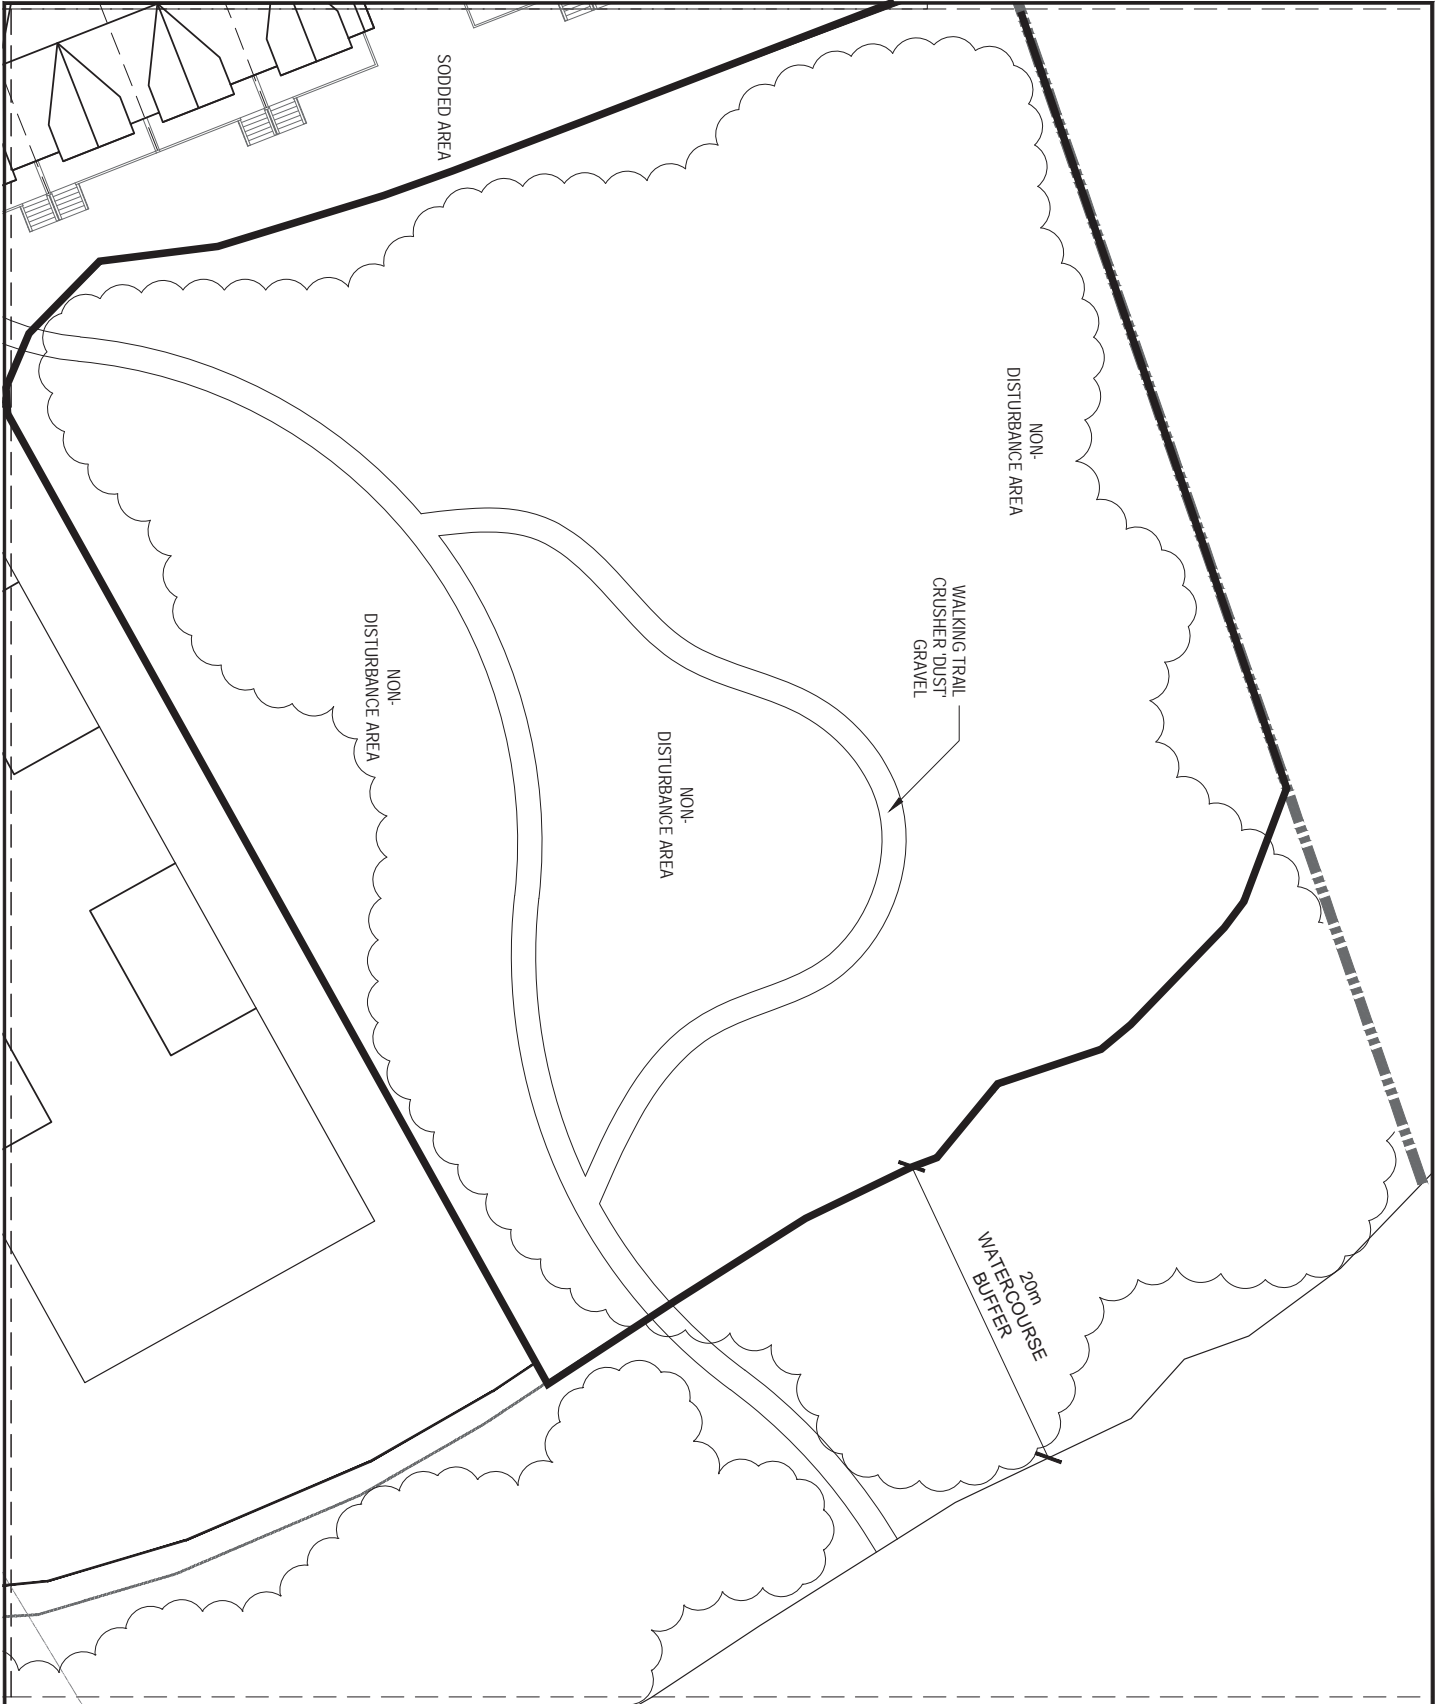 SODDED AREA
NON-
DISTURBANCE AREA
WALKING TRAIL
CRUSHER 'DUST'
GRAVEL
NON-
DISTURBANCE AREA
NON-
DISTURBANCE AREA
20m
WATERCOURSE
BUFFER